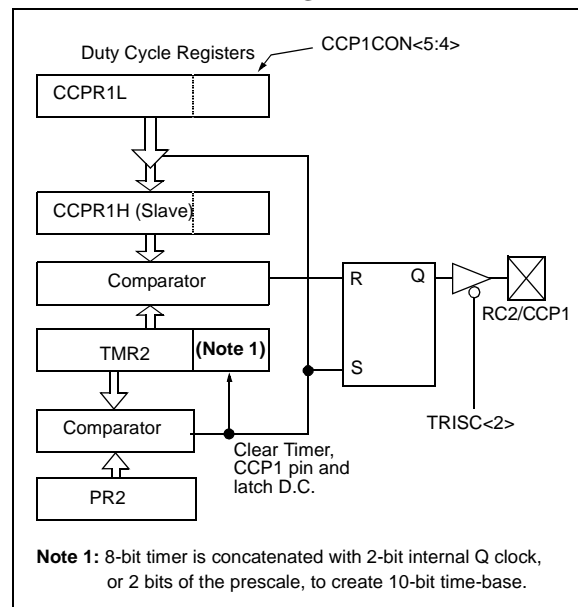 Duty Cycle Registers
CCP1CON<5:4>
CCPR1L
CCPR1H (Slave)
Comparator
R
Q
RC2/CCP1
TMR2
(Note 1)
S
TRISC<2>
Comparator
Clear Timer,
CCP1 pin and
latch D.C.
PR2
Note 1: 8-bit timer is concatenated with 2-bit internal Q clock,
or 2 bits of the prescale, to create 10-bit time-base.